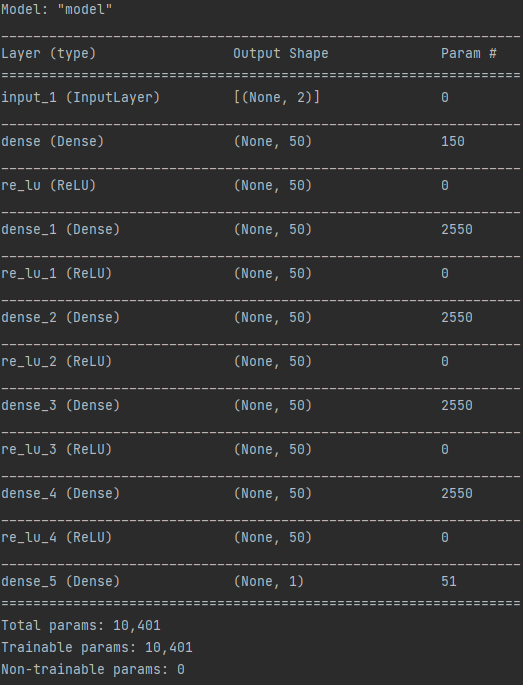 Model: "model"
_________________________________________________________________
Layer (type)                 Output Shape              Param #
=================================================================
input_1 (InputLayer)         [(None, 2)]               0
_________________________________________________________________
dense (Dense)                (None, 50)                150
_________________________________________________________________
re_lu (ReLU)                 (None, 50)                0
_________________________________________________________________
dense_1 (Dense)              (None, 50)                2550
_________________________________________________________________
re_lu_1 (ReLU)               (None, 50)                0
_________________________________________________________________
dense_2 (Dense)              (None, 50)                2550
_________________________________________________________________
re_lu_2 (ReLU)               (None, 50)                0
_________________________________________________________________
dense_3 (Dense)              (None, 50)                2550
_________________________________________________________________
re_lu_3 (ReLU)               (None, 50)                0
_________________________________________________________________
dense_4 (Dense)              (None, 50)                2550
_________________________________________________________________
re_lu_4 (ReLU)               (None, 50)                0
_________________________________________________________________
dense_5 (Dense)              (None, 1)                 51
=================================================================
Total params: 10,401
Trainable params: 10,401
Non-trainable params: 0